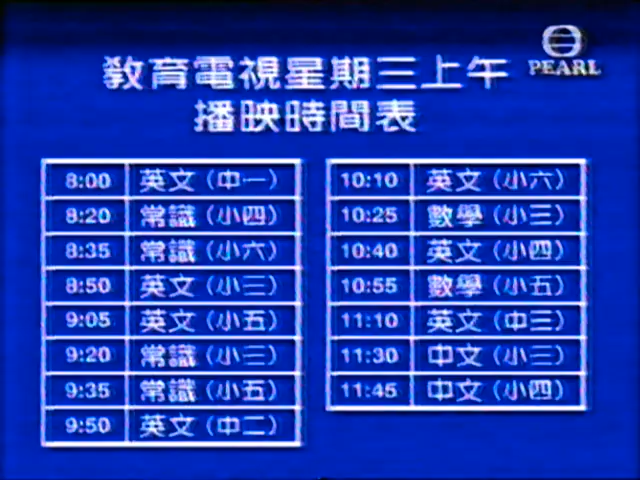 教育電視星期三上午
播映時間表
PEARL
8:00 英文（中一）
8:20 常識（小四）
8:35 常識（小六）
8:50 英文（小三）
9:05 英文（小五）
9:20 常識（小三）
9:35 常識（小五）
9:50 英文（中二）
10:10 英文（小六）
10:25 數學（小三）
10:40 英文（小四）
10:55 數學（小五）
11:10 英文（中三）
11:30 中文（小三）
11:45 中文（小四）